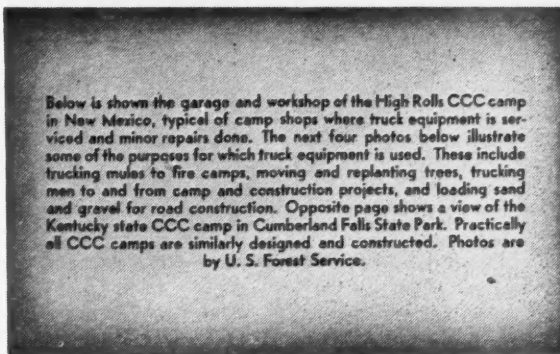 Below is shown the garage and workshop of the High Rolls CCC camp
in New Mexico, typical of camp shops where truck equipment is ser-
viced and minor repairs done. The next four photos below illustrate
some of the purposes for which truck equipment is used. These include
trucking mules to fire camps, moving and replanting trees, trucking
men to and from camp and construction projects, and loading sand
and gravel for road construction. Opposite page shows a view of the
Kentucky state CCC camp in Cumberland Falls State Park. Practically
all CCC camps are similarly designed and constructed. Photos are
by U. S. Forest Service.